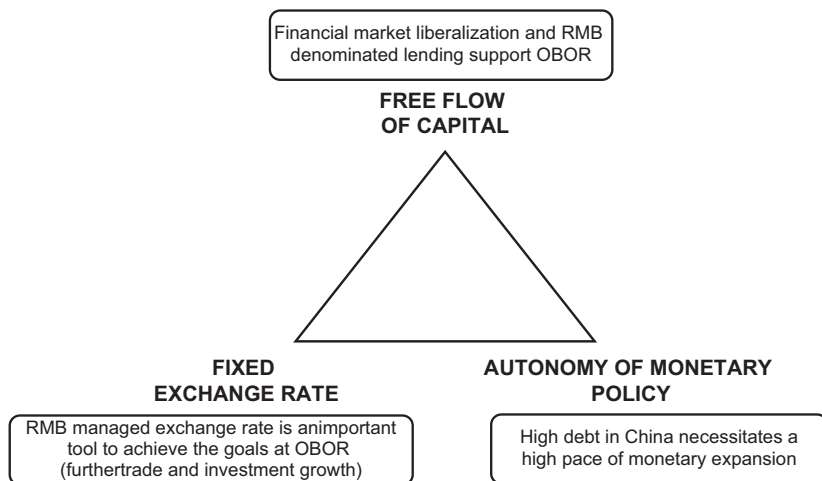 Financial market liberalization and RMB
denominated lending support OBOR
FREE FLOW
OF CAPITAL
FIXED
EXCHANGE RATE
RMB managed exchange rate is animportant
tool to achieve the goals at OBOR
(furthertrade and investment growth)
AUTONOMY OF MONETARY
POLICY
High debt in China necessitates a
high pace of monetary expansion